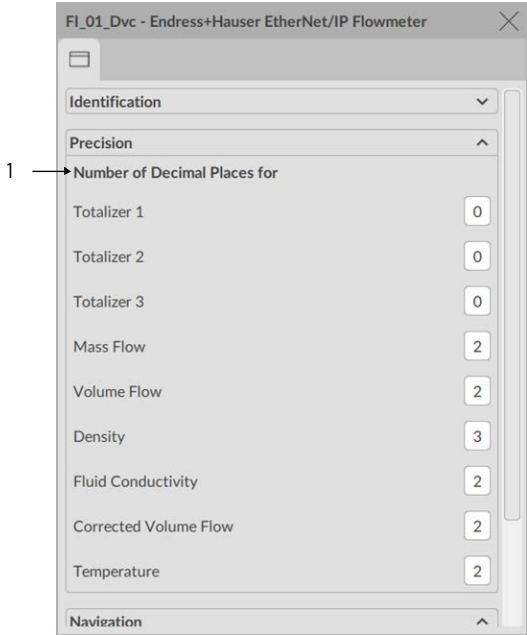 FI_01_Dvc - Endress+Hauser EtherNet/IP Flowmeter
Identification
Precision
1
Number of Decimal Places for
Totalizer 1 0
Totalizer 2 0
Totalizer 3 0
Mass Flow 2
Volume Flow 2
Density 3
Fluid Conductivity 2
Corrected Volume Flow 2
Temperature 2
Navigation